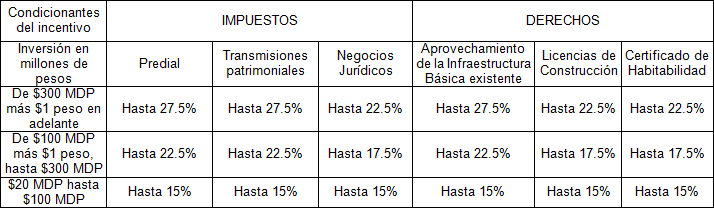 Condicionantes del incentivo
IMPUESTOS
DERECHOS
Inversión en millones de pesos
Predial
Transmisiones patrimoniales
Negocios Jurídicos
Aprovechamiento de la Infraestructura Básica existente
Licencias de Construcción
Certificado de Habitabilidad
De $300 MDP más $1 peso en adelante
Hasta 27.5%
Hasta 27.5%
Hasta 22.5%
Hasta 27.5%
Hasta 22.5%
Hasta 22.5%
De $100 MDP más $1 peso, hasta $300 MDP
Hasta 22.5%
Hasta 22.5%
Hasta 17.5%
Hasta 22.5%
Hasta 17.5%
Hasta 17.5%
$20 MDP hasta $100 MDP
Hasta 15%
Hasta 15%
Hasta 15%
Hasta 15%
Hasta 15%
Hasta 15%